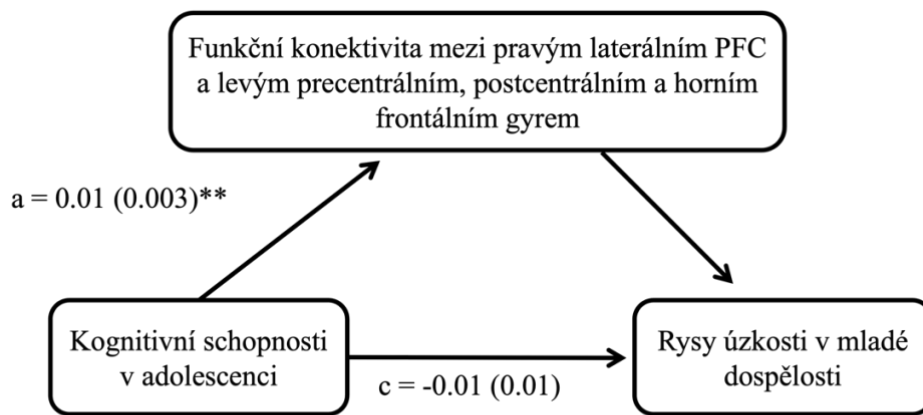 Funkční konektivita mezi pravým laterálním PFC
a levým precentrálním, postcentrálním a horním
frontálním gyrem
a = 0.01 (0.003)**
Kognitivní schopnosti
v adolescenci
c = -0.01 (0.01)
Rysy úzkosti v mladé
dospělosti